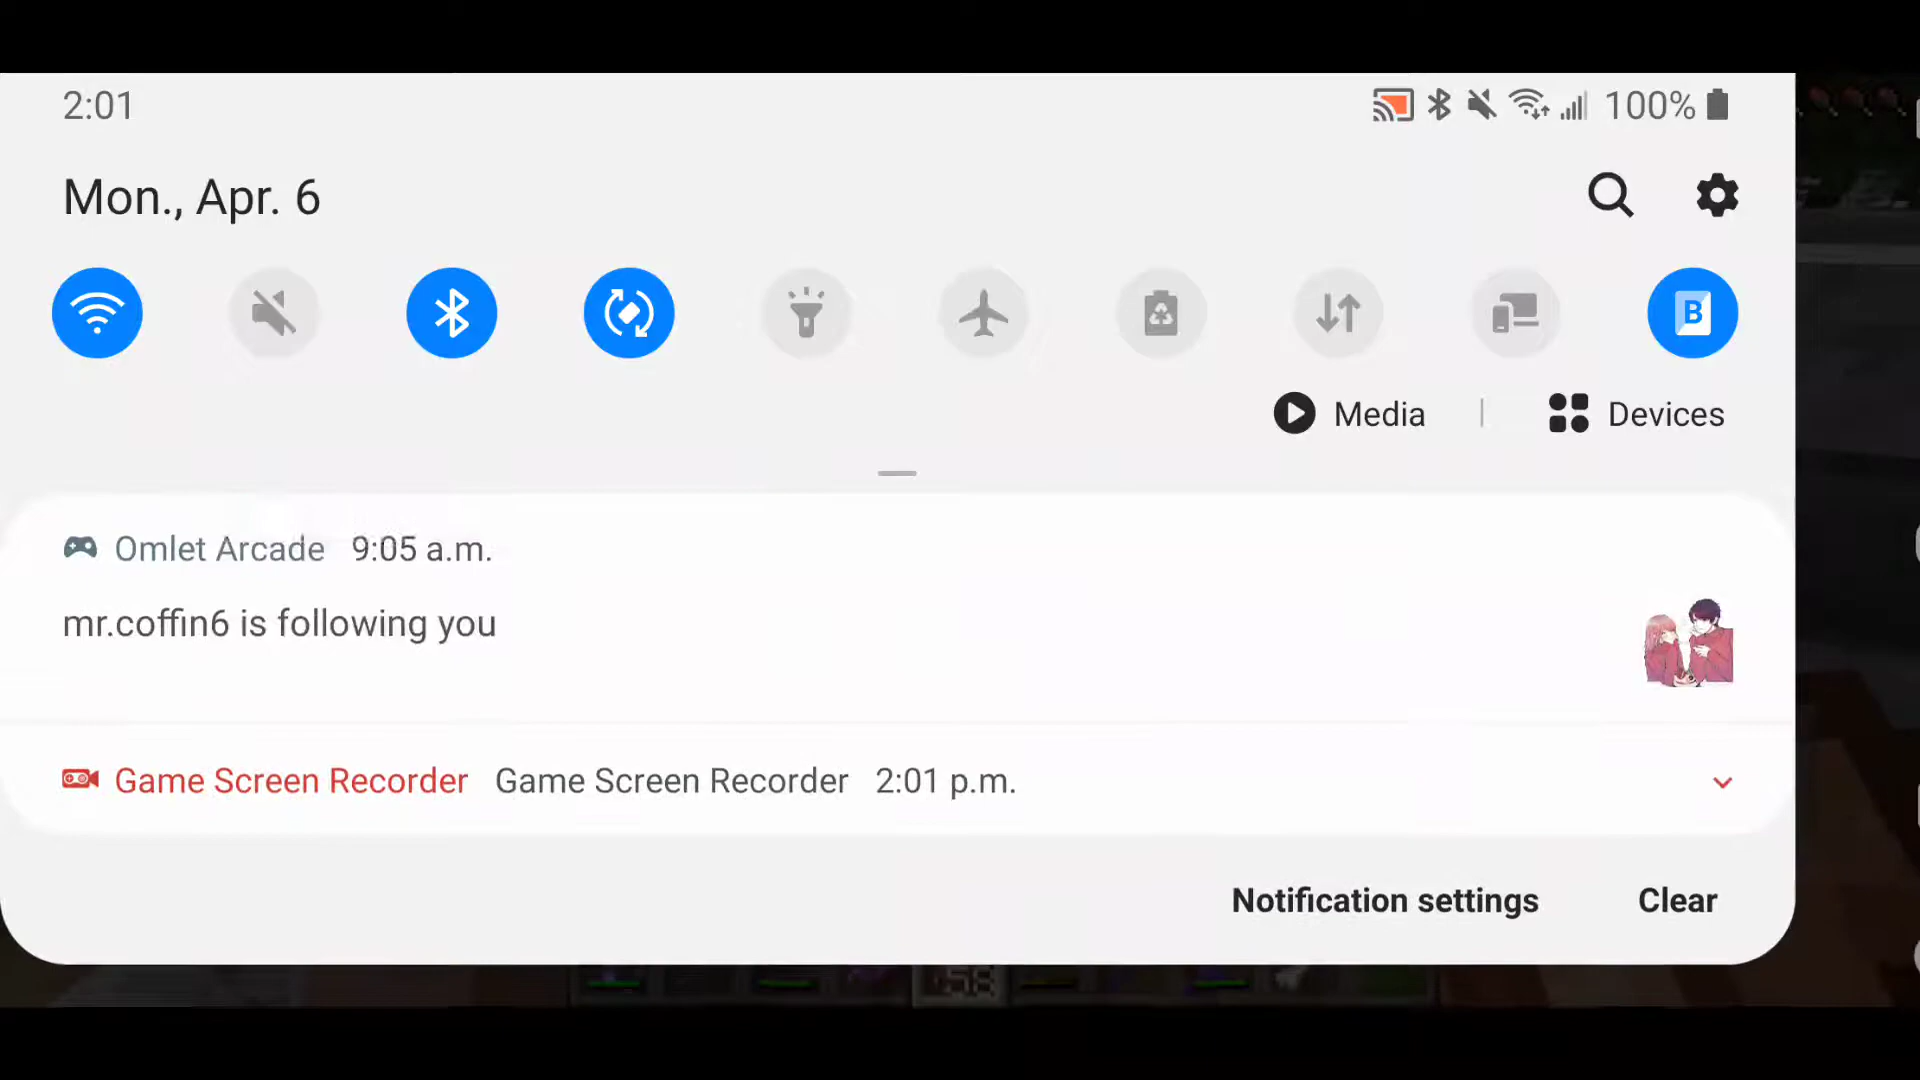 2:01
100%
Mon., Apr. 6
B
Media | Devices
Omlet Arcade 9:05 a.m.
mr.coffin6 is following you
Game Screen Recorder Game Screen Recorder 2:01 p.m.
Notification settings Clear